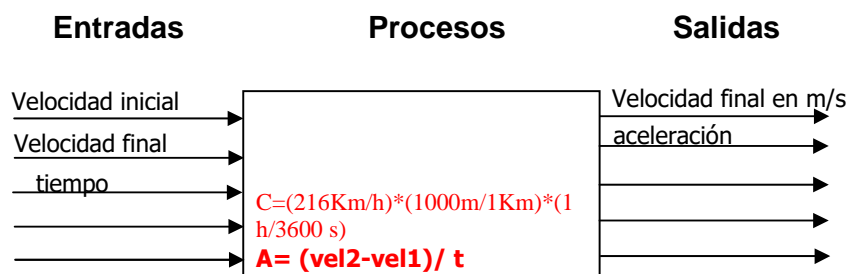 Entradas Procesos Salidas
Velocidad inicial
Velocidad final
tiempo
C=(216Km/h)*(1000m/1Km)*(1
h/3600 s)
A= (vel2-vel1)/ t
Velocidad final en m/s
aceleración